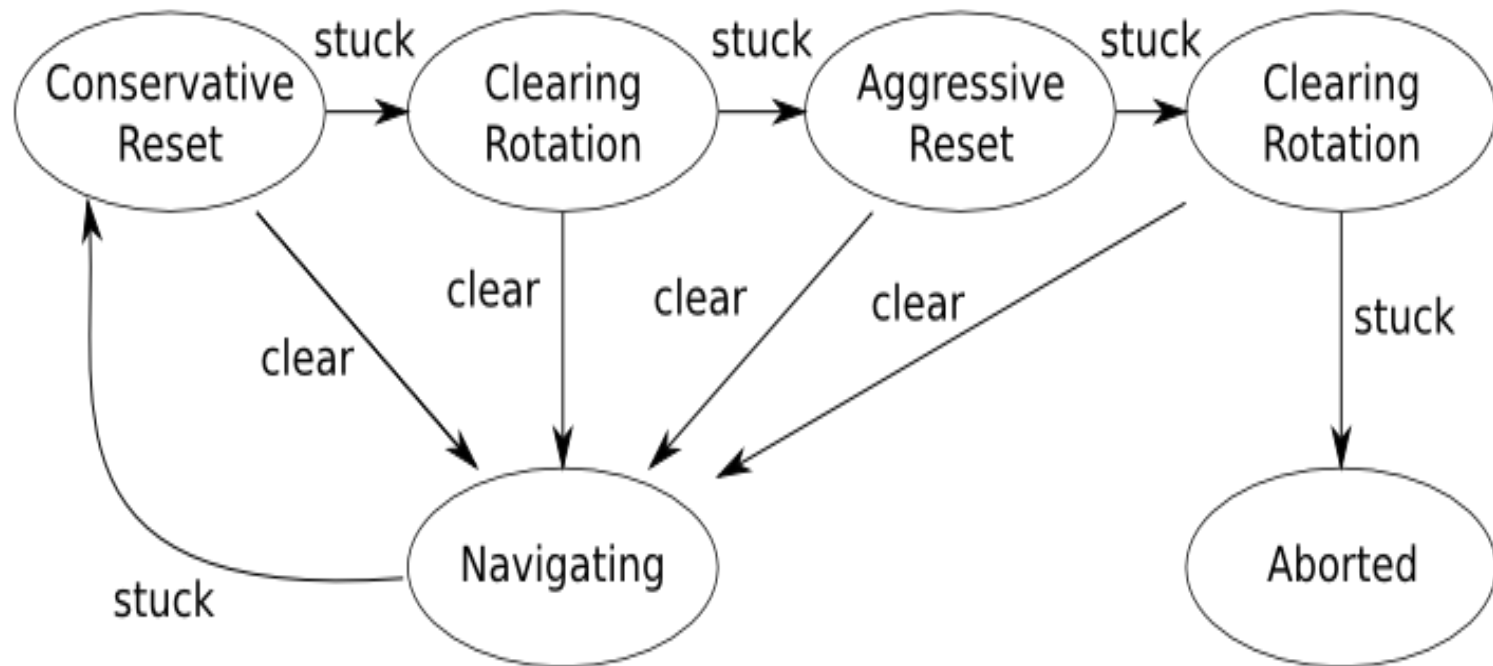 stuck
stuck
stuck
Conservative
Reset
Clearing
Rotation
Aggressive
Reset
Clearing
Rotation
clear
clear
clear
clear
stuck
Navigating
Aborted
stuck